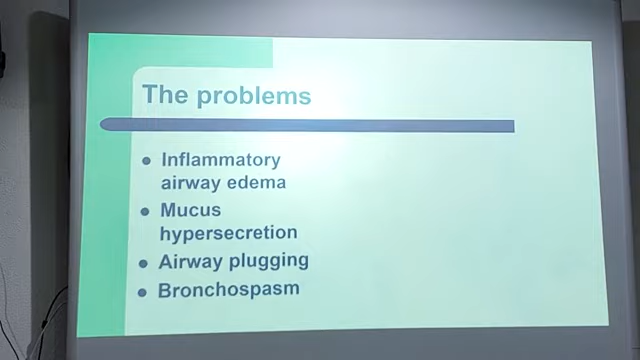 The problems
● Inflammatory
airway edema
● Mucus
hypersecretion
● Airway plugging
● Bronchospasm